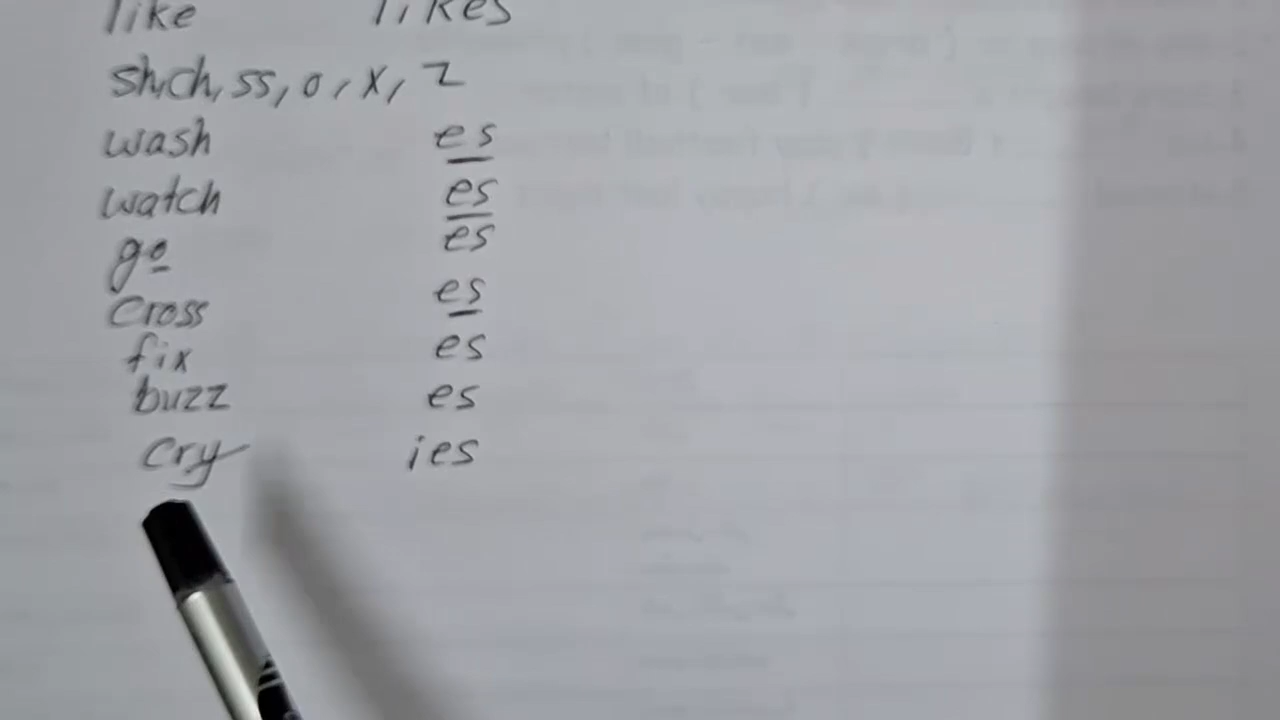 like likes
sh,ch, ss, o, x, z
wash es
watch es
go es
cross es
fix es
buzz es
cry ies